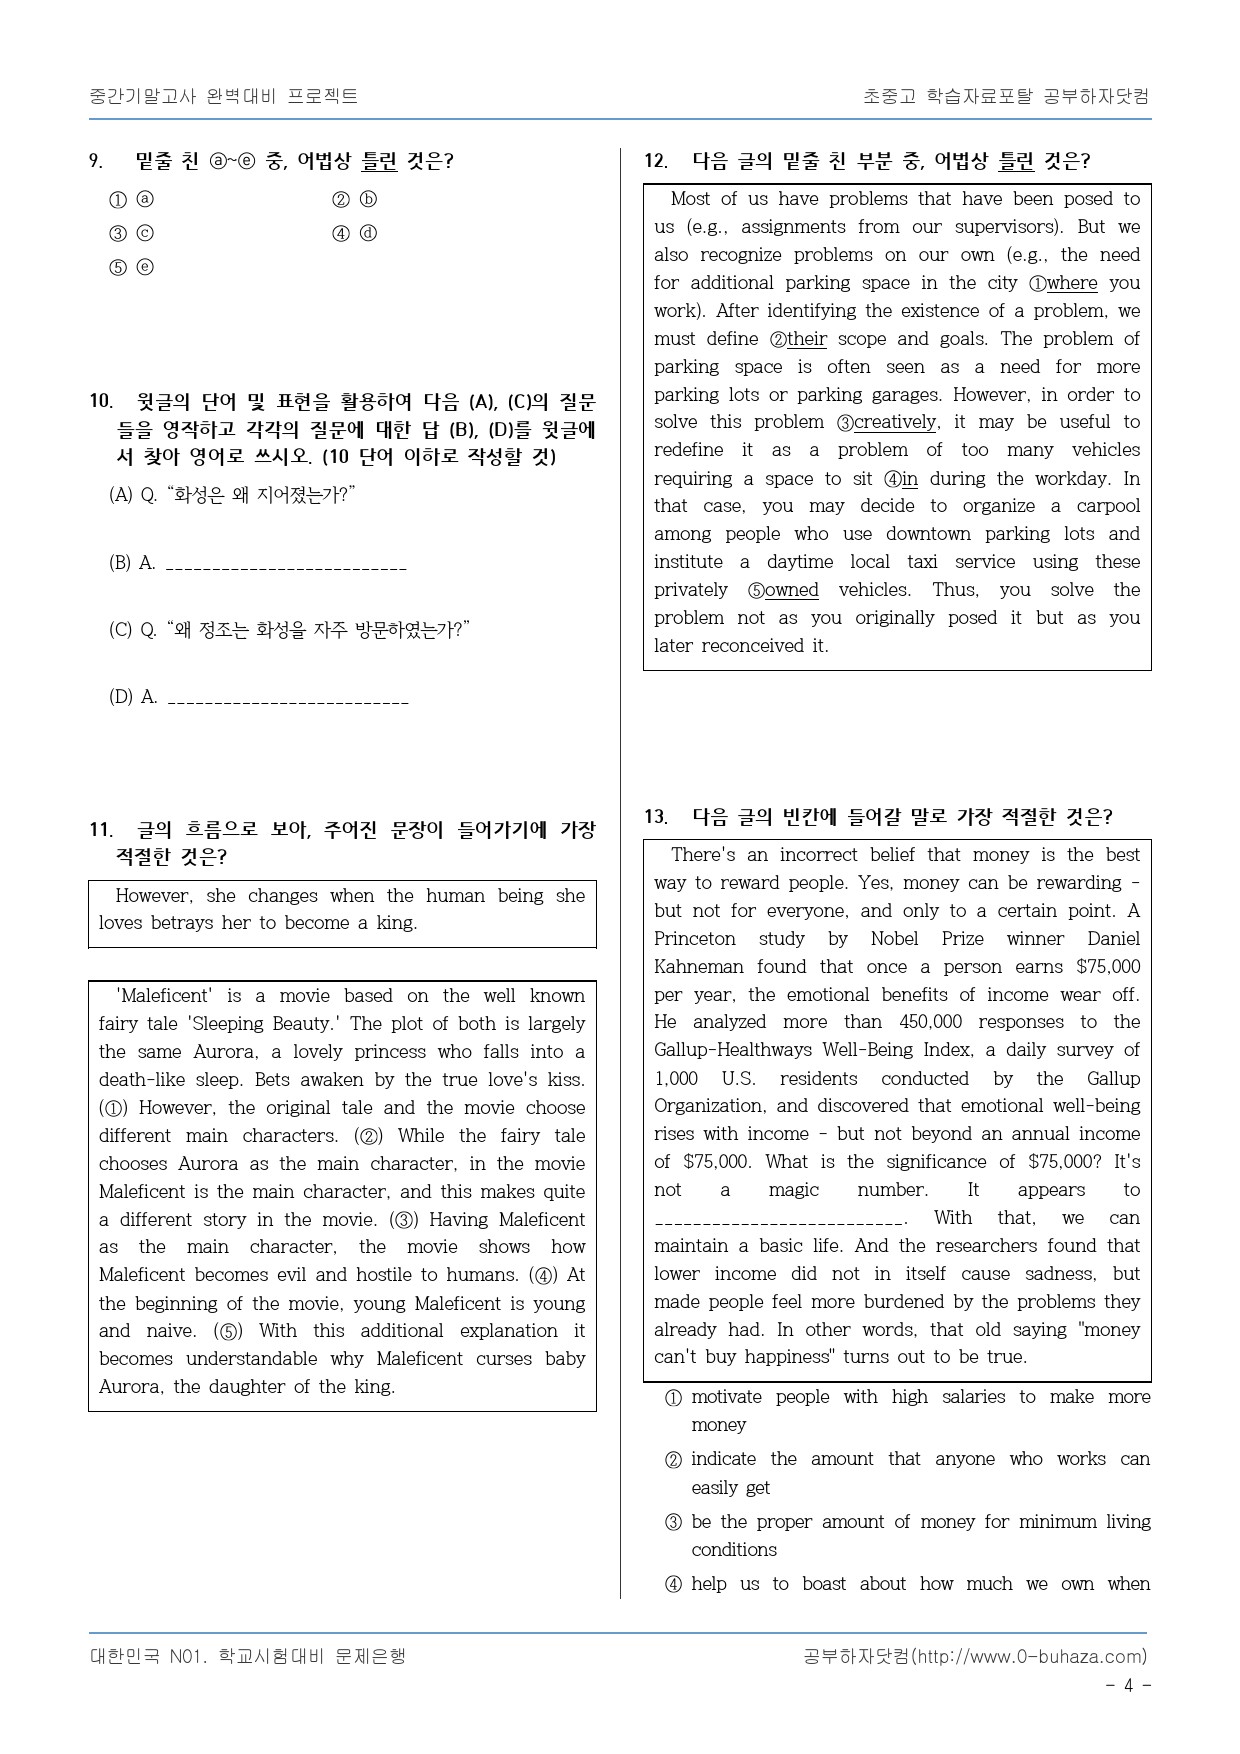 중간기말고사 완벽대비 프로젝트
초중고 학습자료포탈 공부하자닷컴
9. 밑줄 친 ⓐ~ⓔ 중, 어법상 틀린 것은?
① ⓐ ② ⓑ
③ ⓒ ④ ⓓ
⑤ ⓔ
10. 윗글의 단어 및 표현을 활용하여 다음 (A), (C)의 질문
들을 영작하고 각각의 질문에 대한 답 (B), (D)를 윗글에
서 찾아 영어로 쓰시오. (10 단어 이하로 작성할 것)
(A) Q. “화성은 왜 지어졌는가?”
(B) A. __________________________
(C) Q. “왜 정조는 화성을 자주 방문하였는가?”
(D) A. __________________________
11. 글의 흐름으로 보아, 주어진 문장이 들어가기에 가장
적절한 것은?
However, she changes when the human being she
loves betrays her to become a king.
'Maleficent' is a movie based on the well known
fairy tale 'Sleeping Beauty.' The plot of both is largely
the same Aurora, a lovely princess who falls into a
death-like sleep. Bets awaken by the true love's kiss.
(①) However, the original tale and the movie choose
different main characters. (②) While the fairy tale
chooses Aurora as the main character, in the movie
Maleficent is the main character, and this makes quite
a different story in the movie. (③) Having Maleficent
as the main character, the movie shows how
Maleficent becomes evil and hostile to humans. (④) At
the beginning of the movie, young Maleficent is young
and naive. (⑤) With this additional explanation it
becomes understandable why Maleficent curses baby
Aurora, the daughter of the king.
12. 다음 글의 밑줄 친 부분 중, 어법상 틀린 것은?
Most of us have problems that have been posed to
us (e.g., assignments from our supervisors). But we
also recognize problems on our own (e.g., the need
for additional parking space in the city ①where you
work). After identifying the existence of a problem, we
must define ②their scope and goals. The problem of
parking space is often seen as a need for more
parking lots or parking garages. However, in order to
solve this problem ③creatively, it may be useful to
redefine it as a problem of too many vehicles
requiring a space to sit ④in during the workday. In
that case, you may decide to organize a carpool
among people who use downtown parking lots and
institute a daytime local taxi service using these
privately ⑤owned vehicles. Thus, you solve the
problem not as you originally posed it but as you
later reconceived it.
13. 다음 글의 빈칸에 들어갈 말로 가장 적절한 것은?
There's an incorrect belief that money is the best
way to reward people. Yes, money can be rewarding -
but not for everyone, and only to a certain point. A
Princeton study by Nobel Prize winner Daniel
Kahneman found that once a person earns $75,000
per year, the emotional benefits of income wear off.
He analyzed more than 450,000 responses to the
Gallup-Healthways Well-Being Index, a daily survey of
1,000 U.S. residents conducted by the Gallup
Organization, and discovered that emotional well-being
rises with income - but not beyond an annual income
of $75,000. What is the significance of $75,000? It's
not a magic number. It appears to
__________________________. With that, we can
maintain a basic life. And the researchers found that
lower income did not in itself cause sadness, but
made people feel more burdened by the problems they
already had. In other words, that old saying "money
can't buy happiness" turns out to be true.
① motivate people with high salaries to make more
money
② indicate the amount that anyone who works can
easily get
③ be the proper amount of money for minimum living
conditions
④ help us to boast about how much we own when
대한민국 NO1. 학교시험대비 문제은행
공부하자닷컴(http://www.0-buhaza.com)
- 4 -